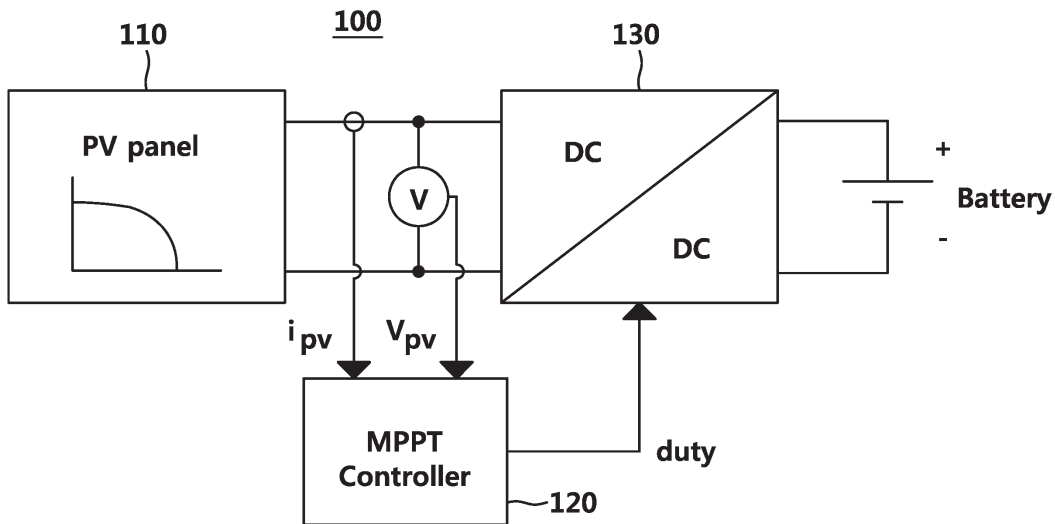 100
110
130
PV panel
DC
V
+
Battery
DC
-
i pv
Vpv
MPPT
Controller
duty
120